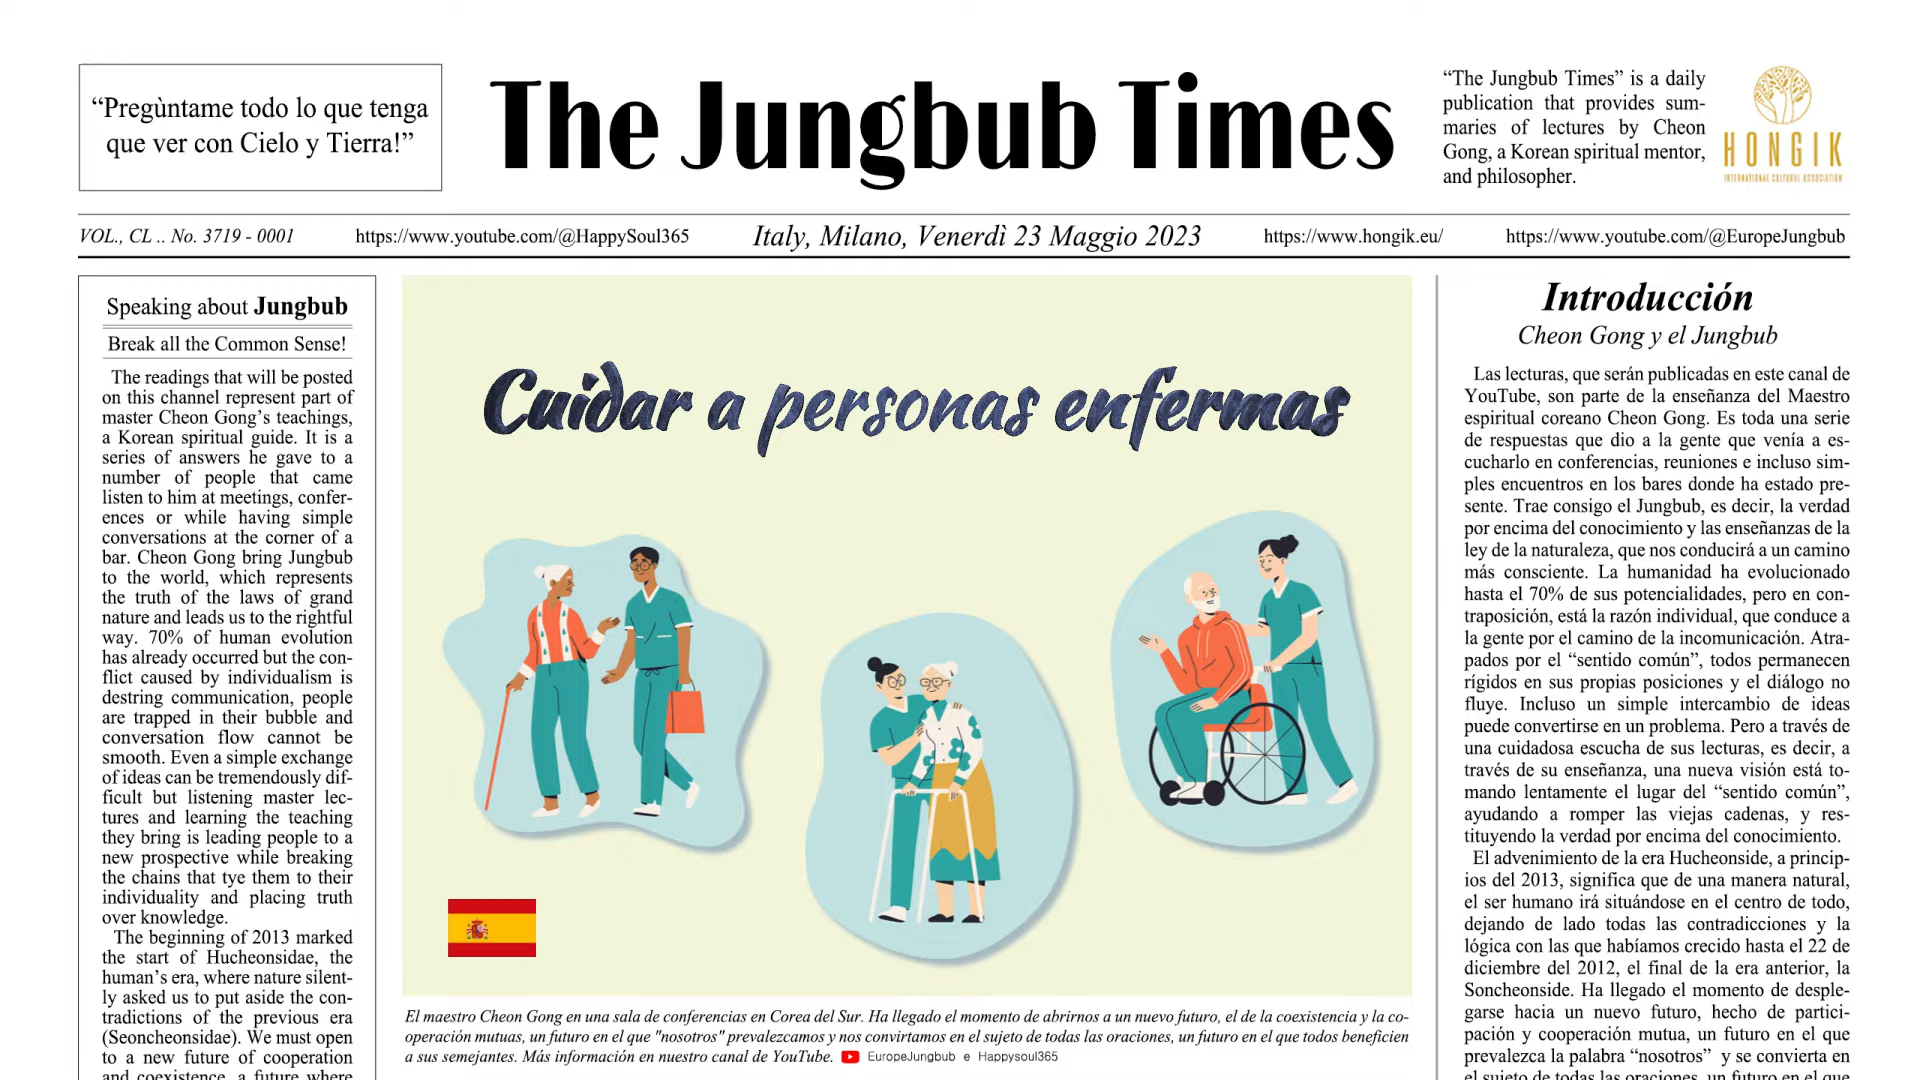 “Pregùntame todo lo que tenga
que ver con Cielo y Tierra!”
The Jungbub Times
“The Jungbub Times” is a daily
publication that provides sum-
maries of lectures by Cheon
Gong, a Korean spiritual mentor,
and philosopher.
HONGIK
INTERNATIONAL CULTURAL ASSOCIATION
VOL., CL .. No. 3719 - 0001
https://www.youtube.com/@HappySoul365
Italy, Milano, Venerdì 23 Maggio 2023
https://www.hongik.eu/
https://www.youtube.com/@EuropeJungbub
Speaking about Jungbub
Break all the Common Sense!
The readings that will be posted
on this channel represent part of
master Cheon Gong’s teachings,
a Korean spiritual guide. It is a
series of answers he gave to a
number of people that came
listen to him at meetings, confer-
ences or while having simple
conversations at the corner of a
bar. Cheon Gong bring Jungbub
to the world, which represents
the truth of the laws of grand
nature and leads us to the rightful
way. 70% of human evolution
has already occurred but the con-
flict caused by individualism is
destring communication, people
are trapped in their bubble and
conversation flow cannot be
smooth. Even a simple exchange
of ideas can be tremendously dif-
ficult but listening master lec-
tures and learning the teaching
they bring is leading people to a
new prospective while breaking
the chains that tye them to their
individuality and placing truth
over knowledge.
The beginning of 2013 marked
the start of Hucheonsidae, the
human’s era, where nature silent-
ly asked us to put aside the con-
tradictions of the previous era
(Seoncheonsidae). We must open
to a new future of cooperation
and coexistence, a future where
Cuidar a personas enfermas
El maestro Cheon Gong en una sala de conferencias en Corea del Sur. Ha llegado el momento de abrirnos a un nuevo futuro, el de la coexistencia y la co-
operación mutuas, un futuro en el que "nosotros" prevalezcamos y nos convirtamos en el sujeto de todas las oraciones, un futuro en el que todos beneficien
a sus semejantes. Más información en nuestro canal de YouTube. EuropeJungbub e Happysoul365
Introducción
Cheon Gong y el Jungbub
Las lecturas, que serán publicadas en este canal de
YouTube, son parte de la enseñanza del Maestro
espiritual coreano Cheon Gong. Es toda una serie
de respuestas que dio a la gente que venía a es-
cucharlo en conferencias, reuniones e incluso sim-
ples encuentros en los bares donde ha estado pre-
sente. Trae consigo el Jungbub, es decir, la verdad
por encima del conocimiento y las enseñanzas de la
ley de la naturaleza, que nos conducirá a un camino
más consciente. La humanidad ha evolucionado
hasta el 70% de sus potencialidades, pero en con-
traposición, está la razón individual, que conduce a
la gente por el camino de la incomunicación. Atra-
pados por el “sentido común”, todos permanecen
rígidos en sus propias posiciones y el diálogo no
fluye. Incluso un simple intercambio de ideas
puede convertirse en un problema. Pero a través de
una cuidadosa escucha de sus lecturas, es decir, a
través de su enseñanza, una nueva visión está to-
mando lentamente el lugar del “sentido común”,
ayudando a romper las viejas cadenas, y res-
tituyendo la verdad por encima del conocimiento.
El advenimiento de la era Hucheonside, a princip-
ios del 2013, significa que de una manera natural,
el ser humano irá situándose en el centro de todo,
dejando de lado todas las contradicciones y la
lógica con las que habíamos crecido hasta el 22 de
diciembre del 2012, el final de la era anterior, la
Soncheonside. Ha llegado el momento de desple-
garse hacia un nuevo futuro, hecho de partici-
pación y cooperación mutua, un futuro en el que
prevalezca la palabra “nosotros” y se convierta en
el sujeto de todas las oraciones, un futuro en el que